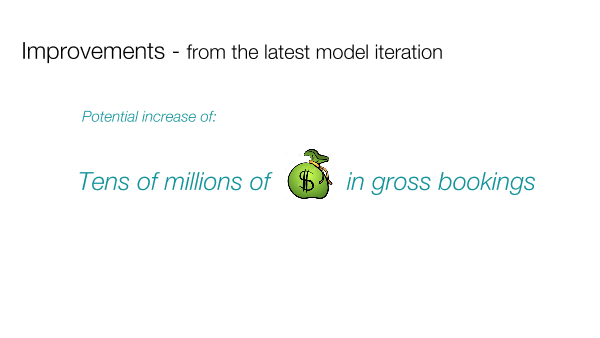 Improvements - from the latest model iteration
Potential increase of:
Tens of millions of $ in gross bookings